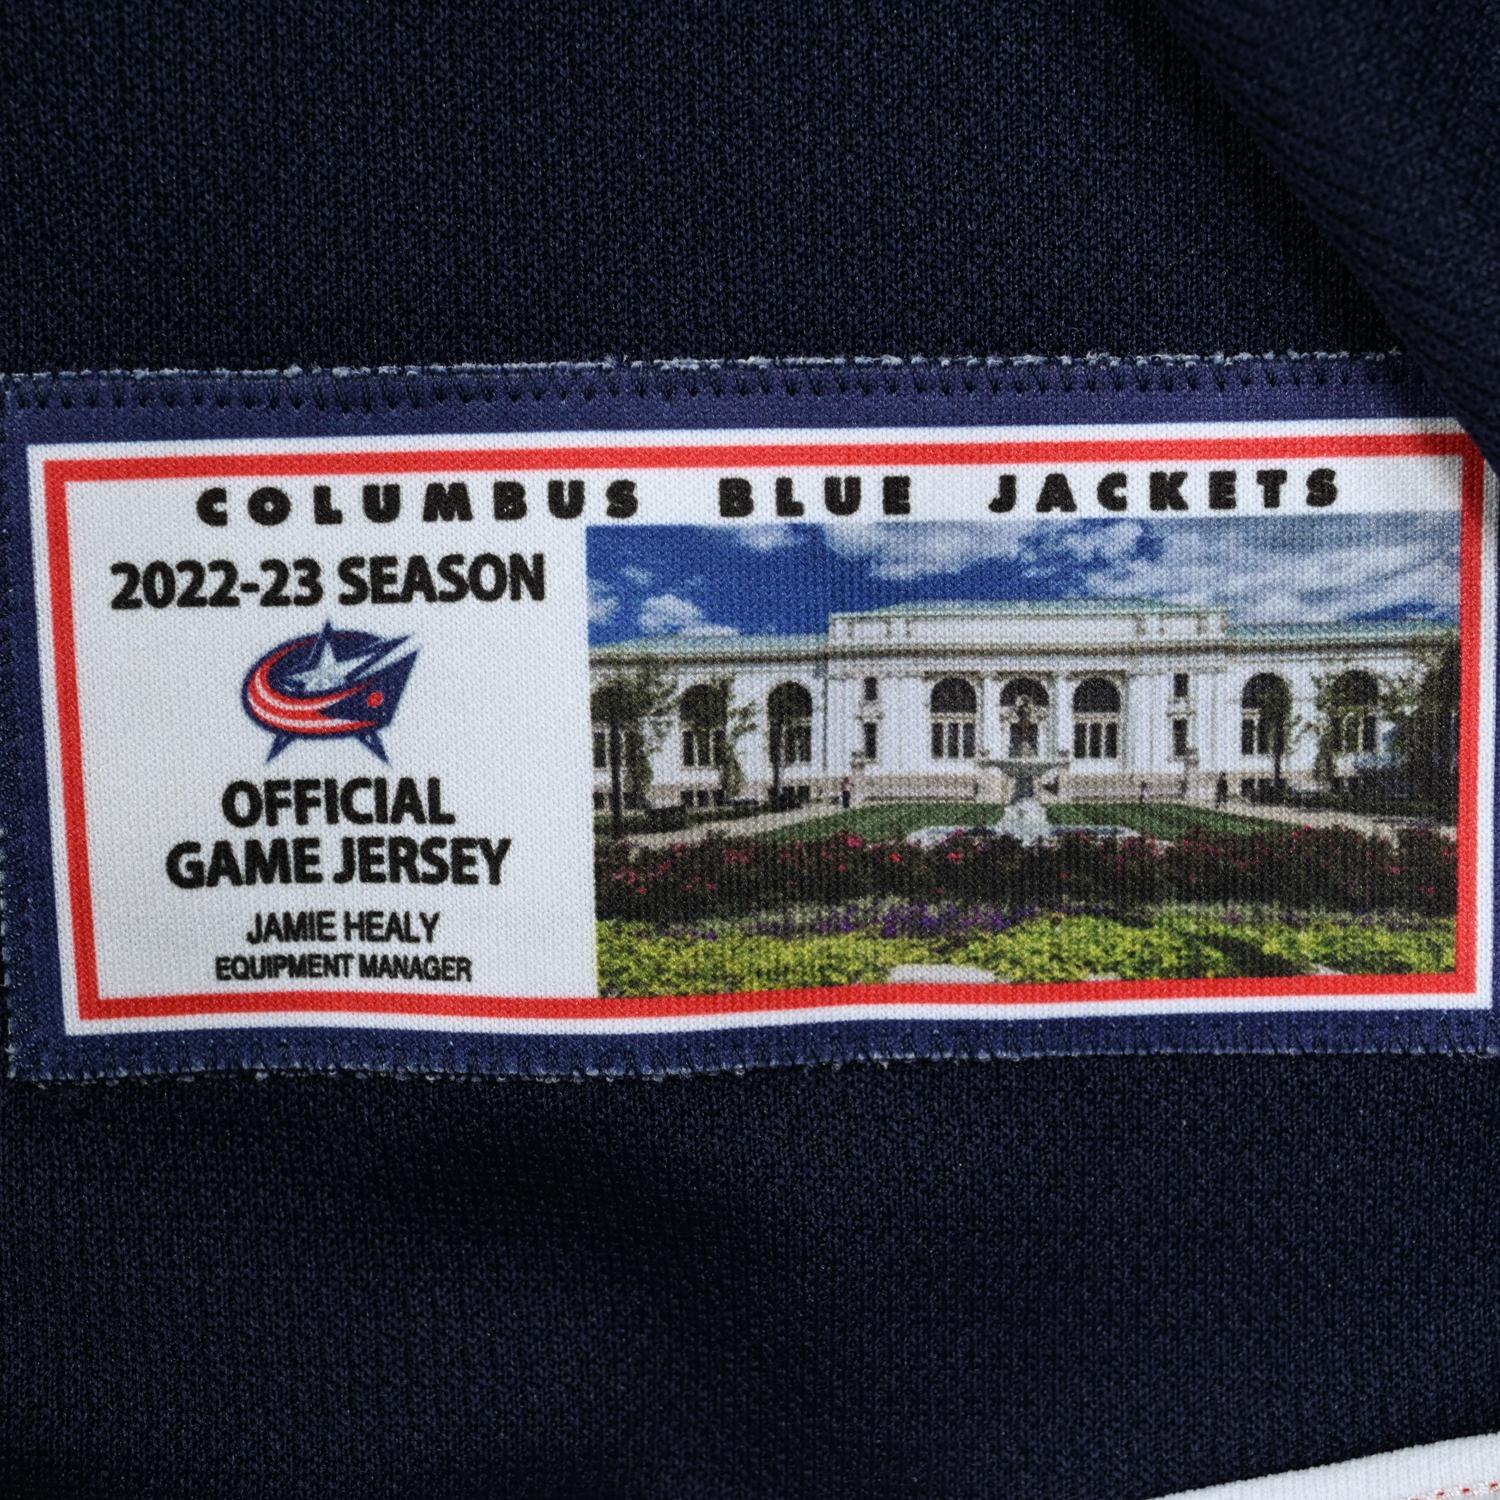 COLUMBUS BLUE JACKETS
2022-23 SEASON
OFFICIAL
GAME JERSEY
JAMIE HEALY
EQUIPMENT MANAGER